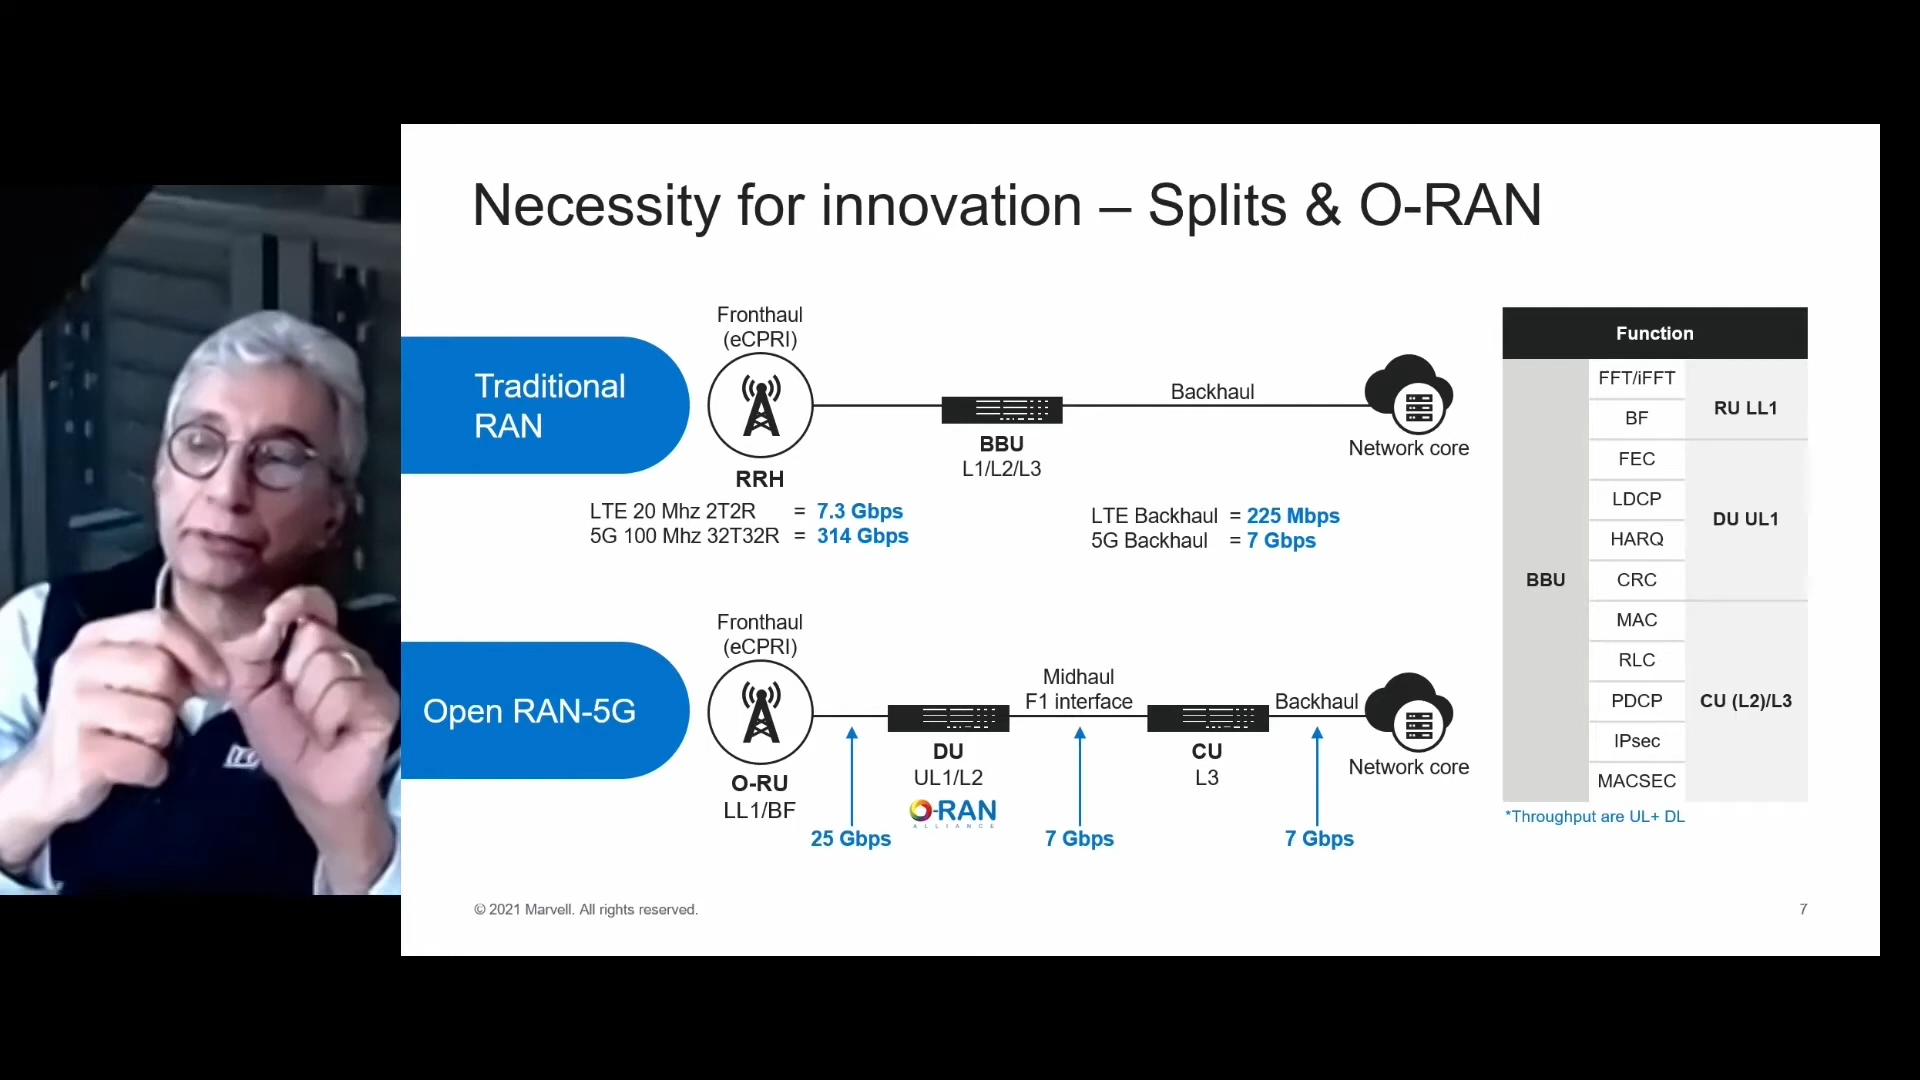 Necessity for innovation – Splits & O-RAN
Traditional
RAN
Fronthaul
(eCPRI)
RRH
BBU
L1/L2/L3
Backhaul
Network core
LTE 20 Mhz 2T2R = 7.3 Gbps
5G 100 Mhz 32T32R = 314 Gbps
LTE Backhaul = 225 Mbps
5G Backhaul = 7 Gbps
Open RAN-5G
Fronthaul
(eCPRI)
O-RU
LL1/BF
25 Gbps
DU
UL1/L2
O-RAN
ALLIANCE
Midhaul
F1 interface
7 Gbps
CU
L3
Backhaul
7 Gbps
Network core
Function
BBU
FFT/iFFT
BF
RU LL1
FEC
LDCP
HARQ
CRC
DU UL1
MAC
RLC
PDCP
IPsec
MACSEC
CU (L2)/L3
*Throughput are UL+ DL
© 2021 Marvell. All rights reserved.
7